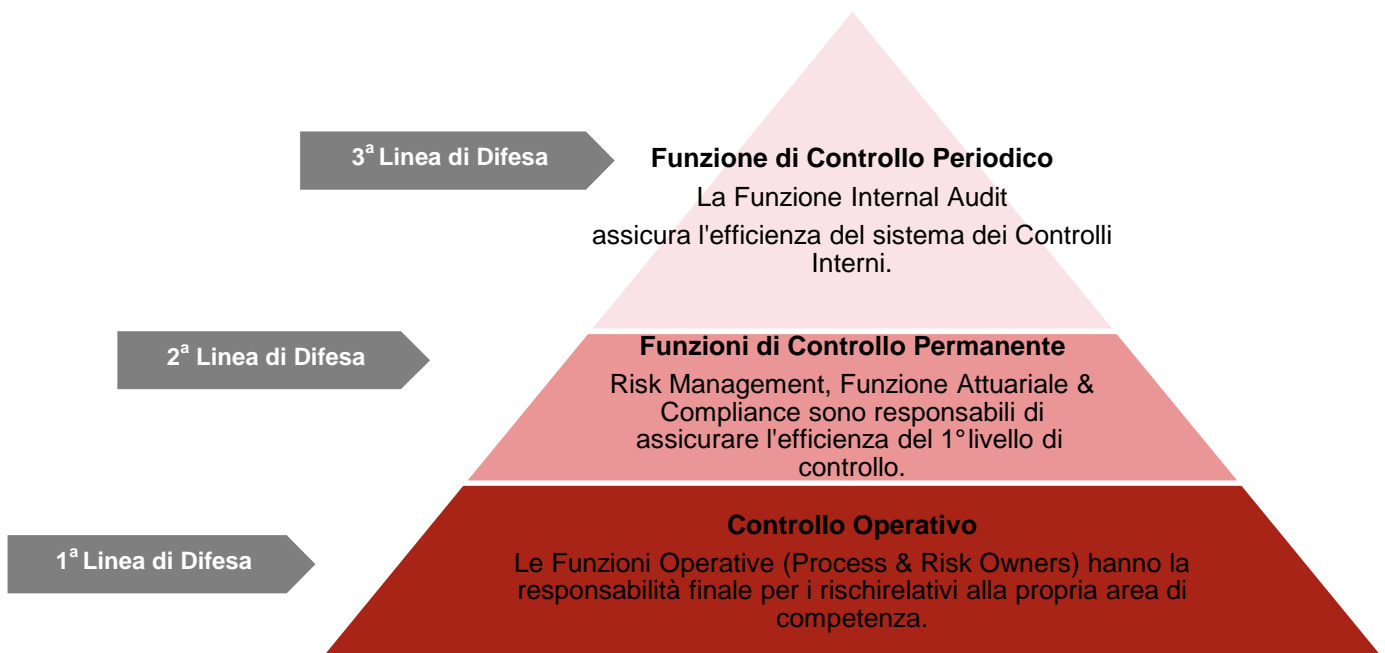 3ª Linea di Difesa
Funzione di Controllo Periodico
La Funzione Internal Audit
assicura l'efficienza del sistema dei Controlli
Interni.
2ª Linea di Difesa
Funzioni di Controllo Permanente
Risk Management, Funzione Attuariale &
Compliance sono responsabili di
assicurare l'efficienza del 1° livello di
controllo.
1ª Linea di Difesa
Controllo Operativo
Le Funzioni Operative (Process & Risk Owners) hanno la
responsabilità finale per i rischirelativi alla propria area di
competenza.